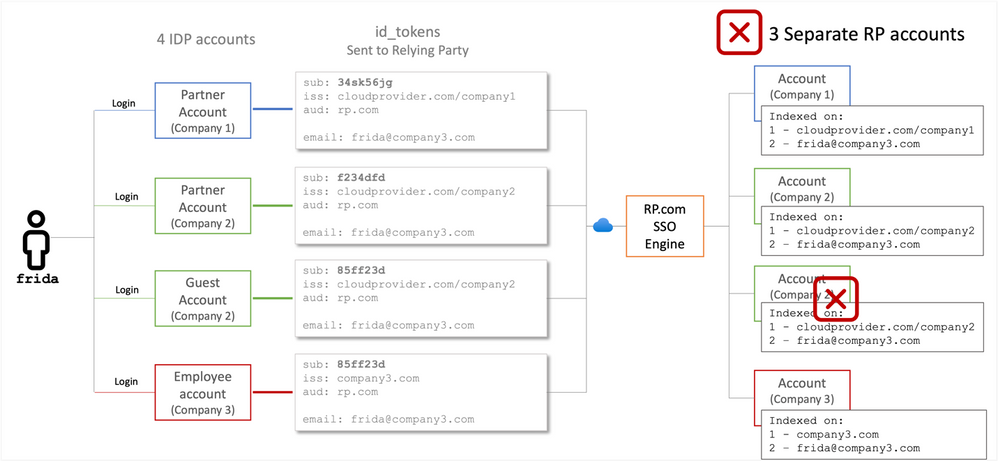 4 IDP accounts
id_tokens
Sent to Relying Party
3 Separate RP accounts
frida
Login
Partner
Account
(Company 1)
sub: 34sk56jg
iss: cloudprovider.com/company1
aud: rp.com
email: frida@company3.com
Login
Partner
Account
(Company 2)
sub: f234dfd
iss: cloudprovider.com/company2
aud: rp.com
email: frida@company3.com
Login
Guest
Account
(Company 2)
sub: 85ff23d
iss: cloudprovider.com/company2
aud: rp.com
email: frida@company3.com
Login
Employee
account
(Company 3)
sub: 85ff23d
iss: company3.com
aud: rp.com
email: frida@company3.com
RP.com
SSO
Engine
Account
(Company 1)
Indexed on:
1 - cloudprovider.com/company1
2 - frida@company3.com
Account
(Company 2)
Indexed on:
1 - cloudprovider.com/company2
2 - frida@company3.com
Account
(Company 2)
Indexed on:
1 - cloudprovider.com/company2
2 - frida@company3.com
Account
(Company 3)
Indexed on:
1 - company3.com
2 - frida@company3.com